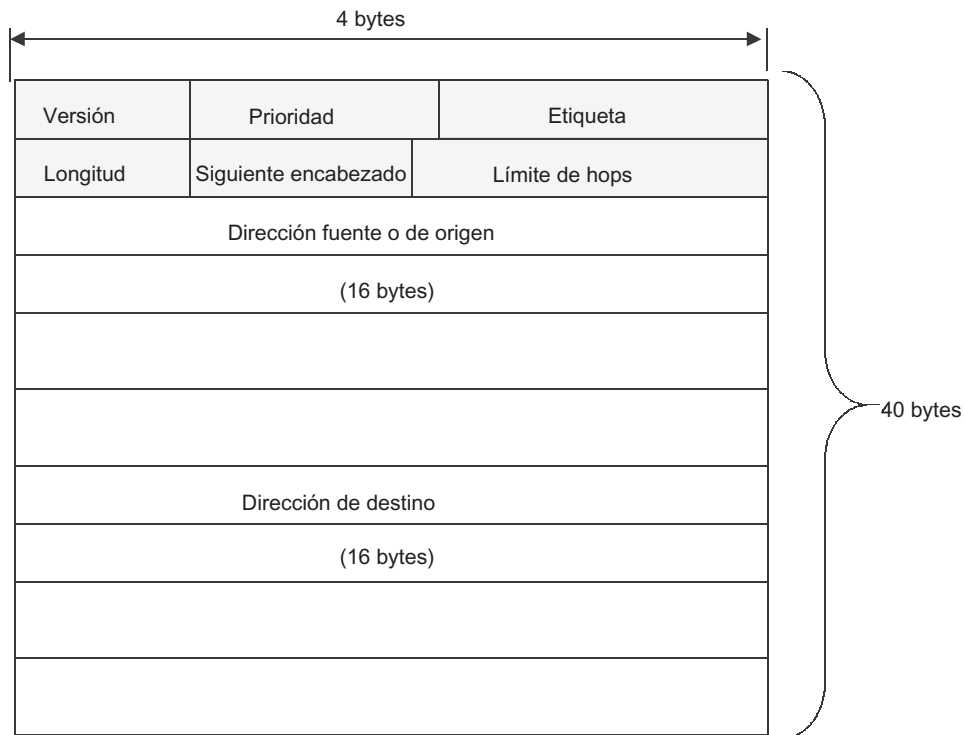 4 bytes
Versión
Prioridad
Etiqueta
Longitud
Siguiente encabezado
Límite de hops
Dirección fuente o de origen
(16 bytes)
40 bytes
Dirección de destino
(16 bytes)